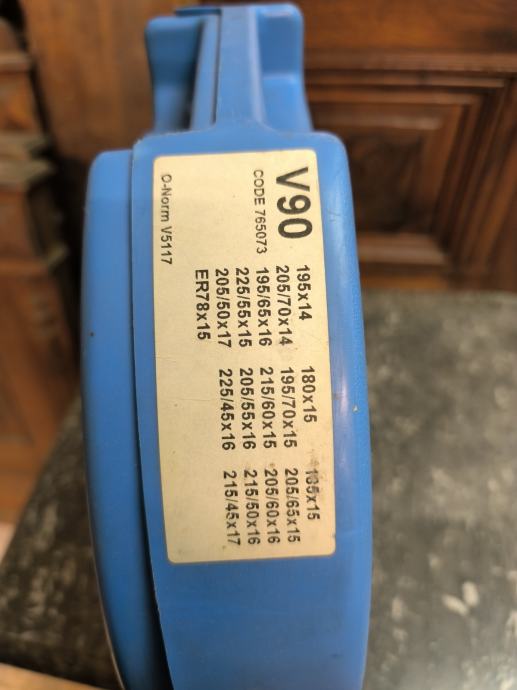 V90
CODE 765073
O-Norm V5117
195x14 180x15
205/70x14 195/70x15 205/65x15
195/65x16 215/60x15 205/60x16
225/55x15 205/55x16 215/50x16
205/50x17 225/45x16 215/45x17
ER78x15